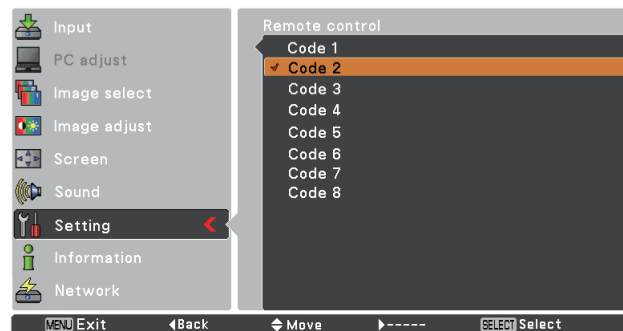 Input
PC adjust
Image select
Image adjust
Screen
Sound
Setting
Information
Network
Remote control
Code 1
Code 2
Code 3
Code 4
Code 5
Code 6
Code 7
Code 8
MENU Exit ◀Back Move ▶----- SELECT Select